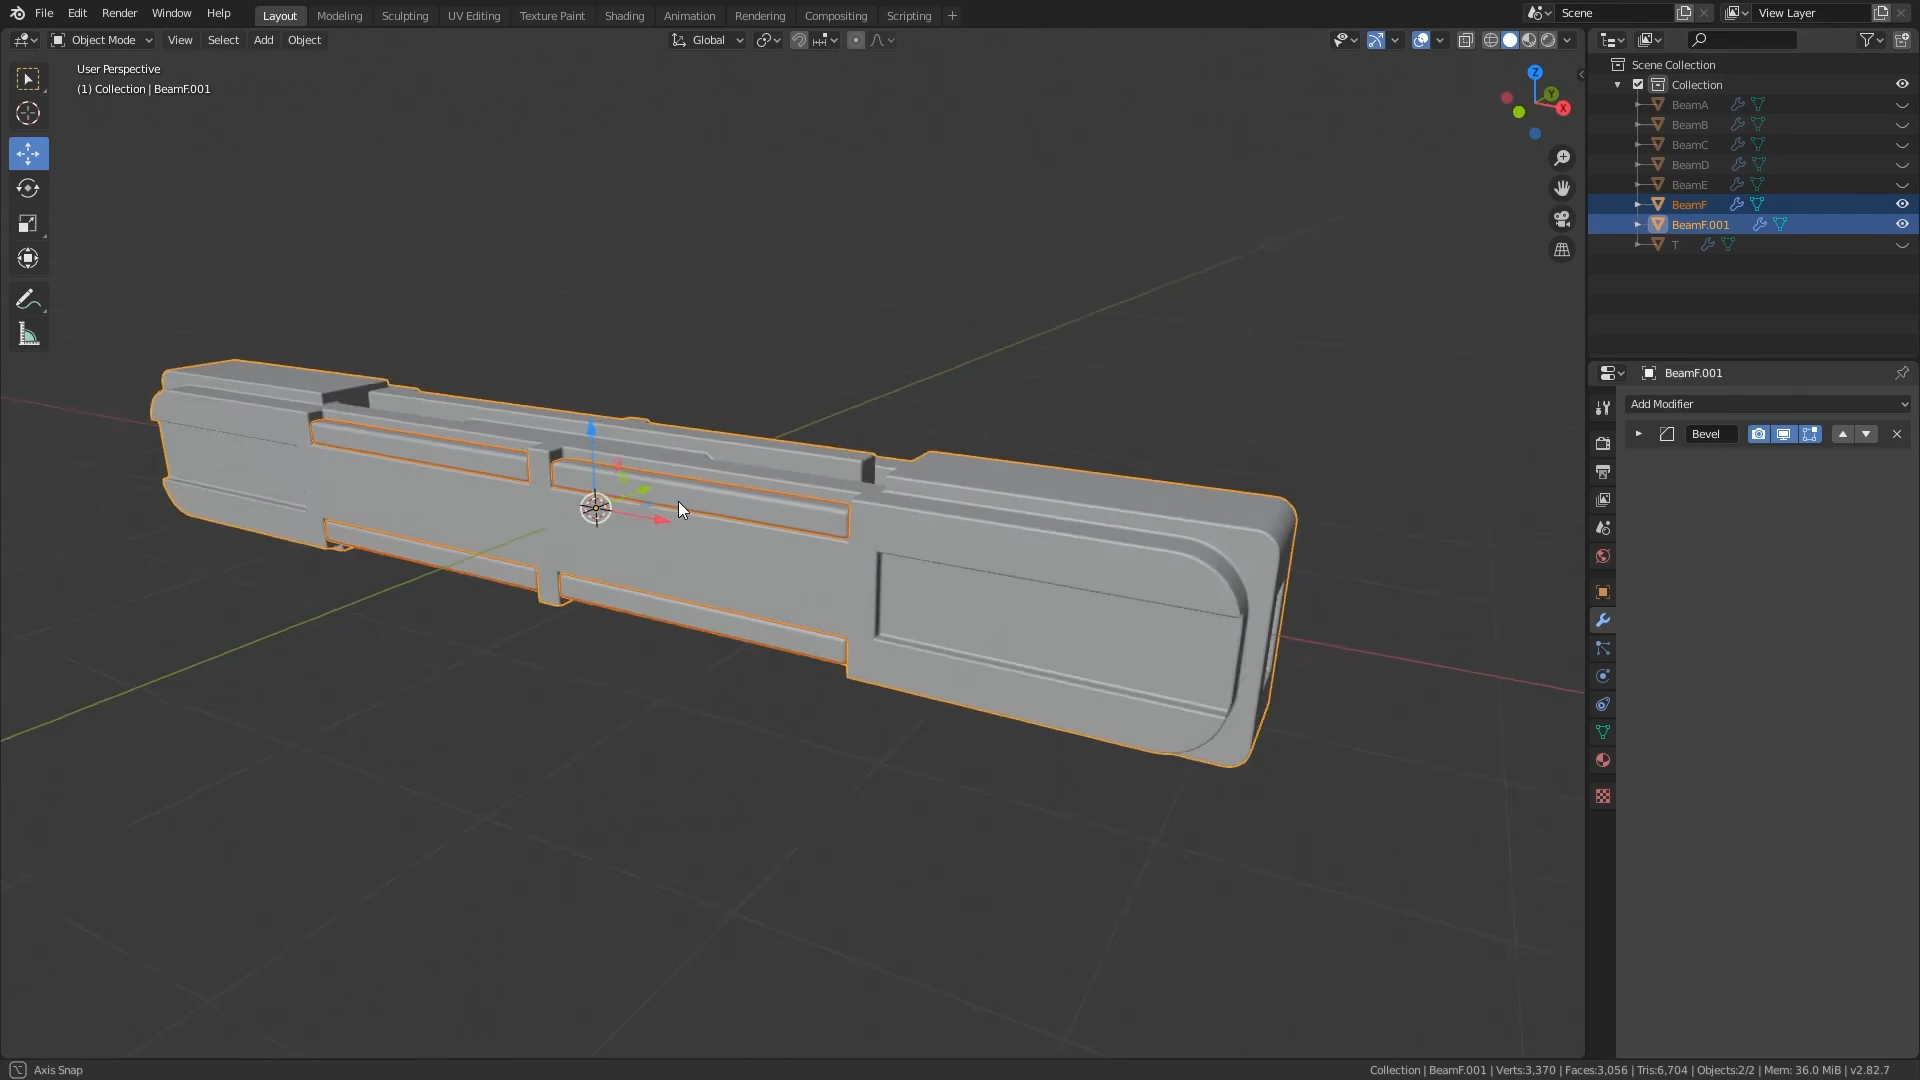 File Edit Render Window Help
Layout Modeling Sculpting UV Editing Texture Paint Shading Animation Rendering Compositing Scripting
Scene
View Layer
Object Mode View Select Add Object
Global
User Perspective
(1) Collection | BeamF.001
Z
Y
X
Scene Collection
Collection
BeamA
BeamB
BeamC
BeamD
BeamE
BeamF
BeamF.001
T
BeamF.001
Add Modifier
Bevel
Axis Snap
Collection | BeamF.001 | Verts:3,370 | Faces:3,056 | Tris:6,704 | Objects:2/2 | Mem: 36.0 MiB | v2.82.7